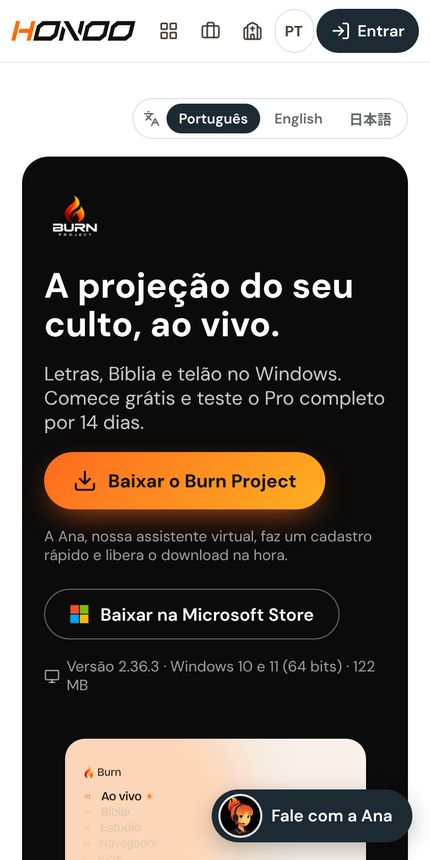 HONOO
PT
Entrar
Português
English
日本語
BURN
PROJECT
A projeção do seu
culto, ao vivo.
Letras, Bíblia e telão no Windows.
Comece grátis e teste o Pro completo
por 14 dias.
Baixar o Burn Project
A Ana, nossa assistente virtual, faz um cadastro
rápido e libera o download na hora.
Baixar na Microsoft Store
Versão 2.36.3 · Windows 10 e 11 (64 bits) · 122
MB
Burn
01 Ao vivo
Bíblia
Estúdio
Navegador
Fale com a Ana